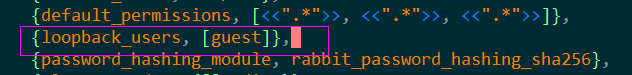 {default_permissions, [<<".*">>, <<".*">>, <<".*">>]},
{loopback_users, [guest]},
{password_hashing_module, rabbit_password_hashing_sha256},